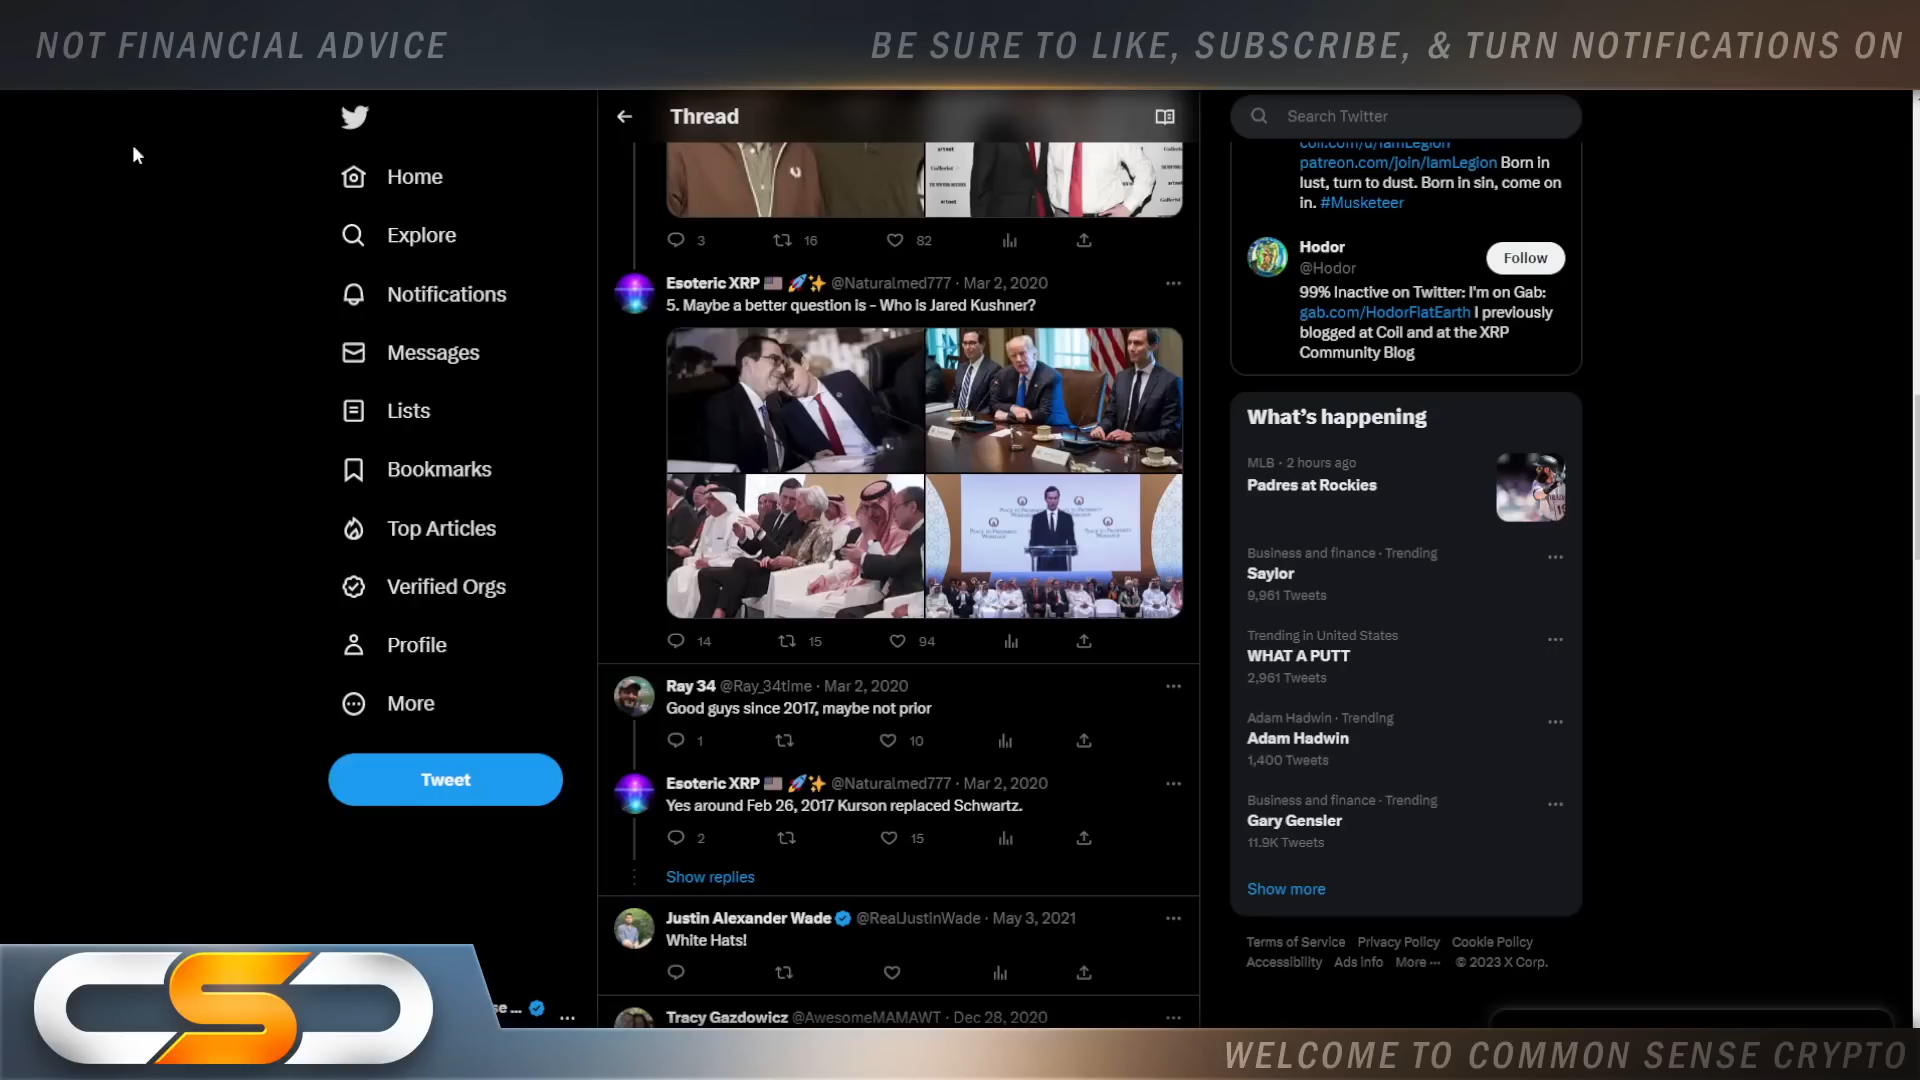 NOT FINANCIAL ADVICE
BE SURE TO LIKE, SUBSCRIBE, & TURN NOTIFICATIONS ON
Home
Explore
Notifications
Messages
Lists
Bookmarks
Top Articles
Verified Orgs
Profile
More
Tweet
se ...
Thread
3 16 82
Esoteric XRP @Naturalmed777 · Mar 2, 2020
5. Maybe a better question is - Who is Jared Kushner?
PEACE TO PROSPERITY
WORKSHOP
14 15 94
Ray 34 @Ray_34time · Mar 2, 2020
Good guys since 2017, maybe not prior
1 10
Esoteric XRP @Naturalmed777 · Mar 2, 2020
Yes around Feb 26, 2017 Kurson replaced Schwartz.
2 15
Show replies
Justin Alexander Wade @RealJustinWade · May 3, 2021
White Hats!
Tracy Gazdowicz @AwesomeMAMAWT · Dec 28, 2020
Search Twitter
coil.com/u/IamLegion
patreon.com/join/IamLegion Born in
lust, turn to dust. Born in sin, come on
in. #Musketeer
Hodor
@Hodor
Follow
99% Inactive on Twitter: I'm on Gab:
gab.com/HodorFlatEarth I previously
blogged at Coil and at the XRP
Community Blog
What's happening
MLB · 2 hours ago
Padres at Rockies
Business and finance · Trending
Saylor
9,961 Tweets
Trending in United States
WHAT A PUTT
2,961 Tweets
Adam Hadwin · Trending
Adam Hadwin
1,400 Tweets
Business and finance · Trending
Gary Gensler
11.9K Tweets
Show more
Terms of Service Privacy Policy Cookie Policy
Accessibility Ads info More ··· © 2023 X Corp.
CSC
WELCOME TO COMMON SENSE CRYPTO